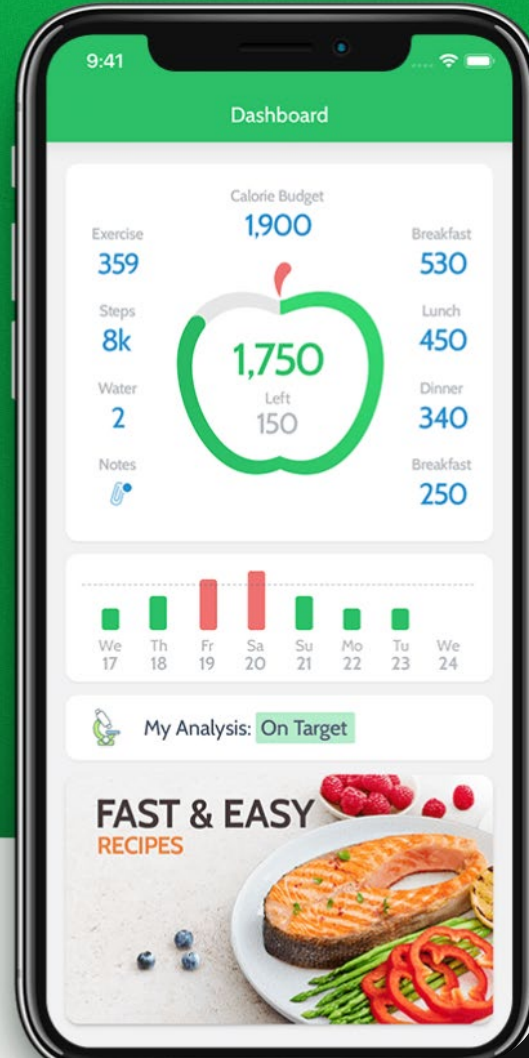 9:41
Dashboard
Calorie Budget
1,900
Exercise
359
Steps
8k
Water
2
Notes
1,750
Left
150
Breakfast
530
Lunch
450
Dinner
340
Breakfast
250
We Th Fr Sa Su Mo Tu We
17 18 19 20 21 22 23 24
My Analysis: On Target
FAST & EASY
RECIPES